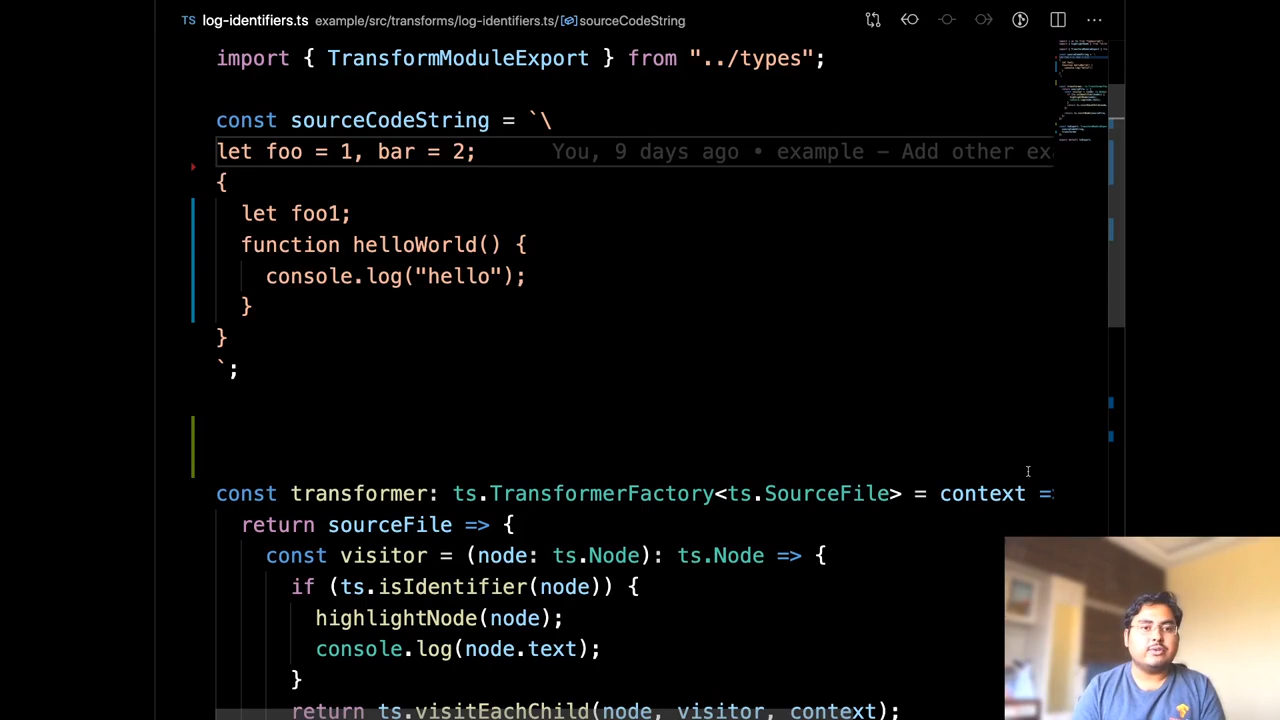 TS log-identifiers.ts example/src/transforms/log-identifiers.ts/sourceCodeString
import { TransformModuleExport } from "../types";
const sourceCodeString = `\
let foo = 1, bar = 2; You, 9 days ago • example — Add other ex
{
let foo1;
function helloWorld() {
console.log("hello");
}
}
`;
const transformer: ts.TransformerFactory<ts.SourceFile> = context =>
return sourceFile => {
const visitor = (node: ts.Node): ts.Node => {
if (ts.isIdentifier(node)) {
highlightNode(node);
console.log(node.text);
}
return ts.visitEachChild(node, visitor, context);